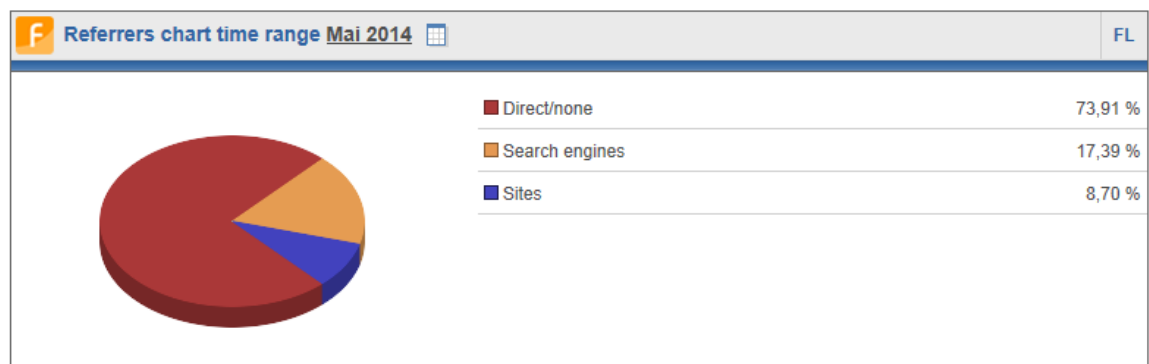 F Referrers chart time range Mai 2014 FL
Direct/none 73,91 %
Search engines 17,39 %
Sites 8,70 %